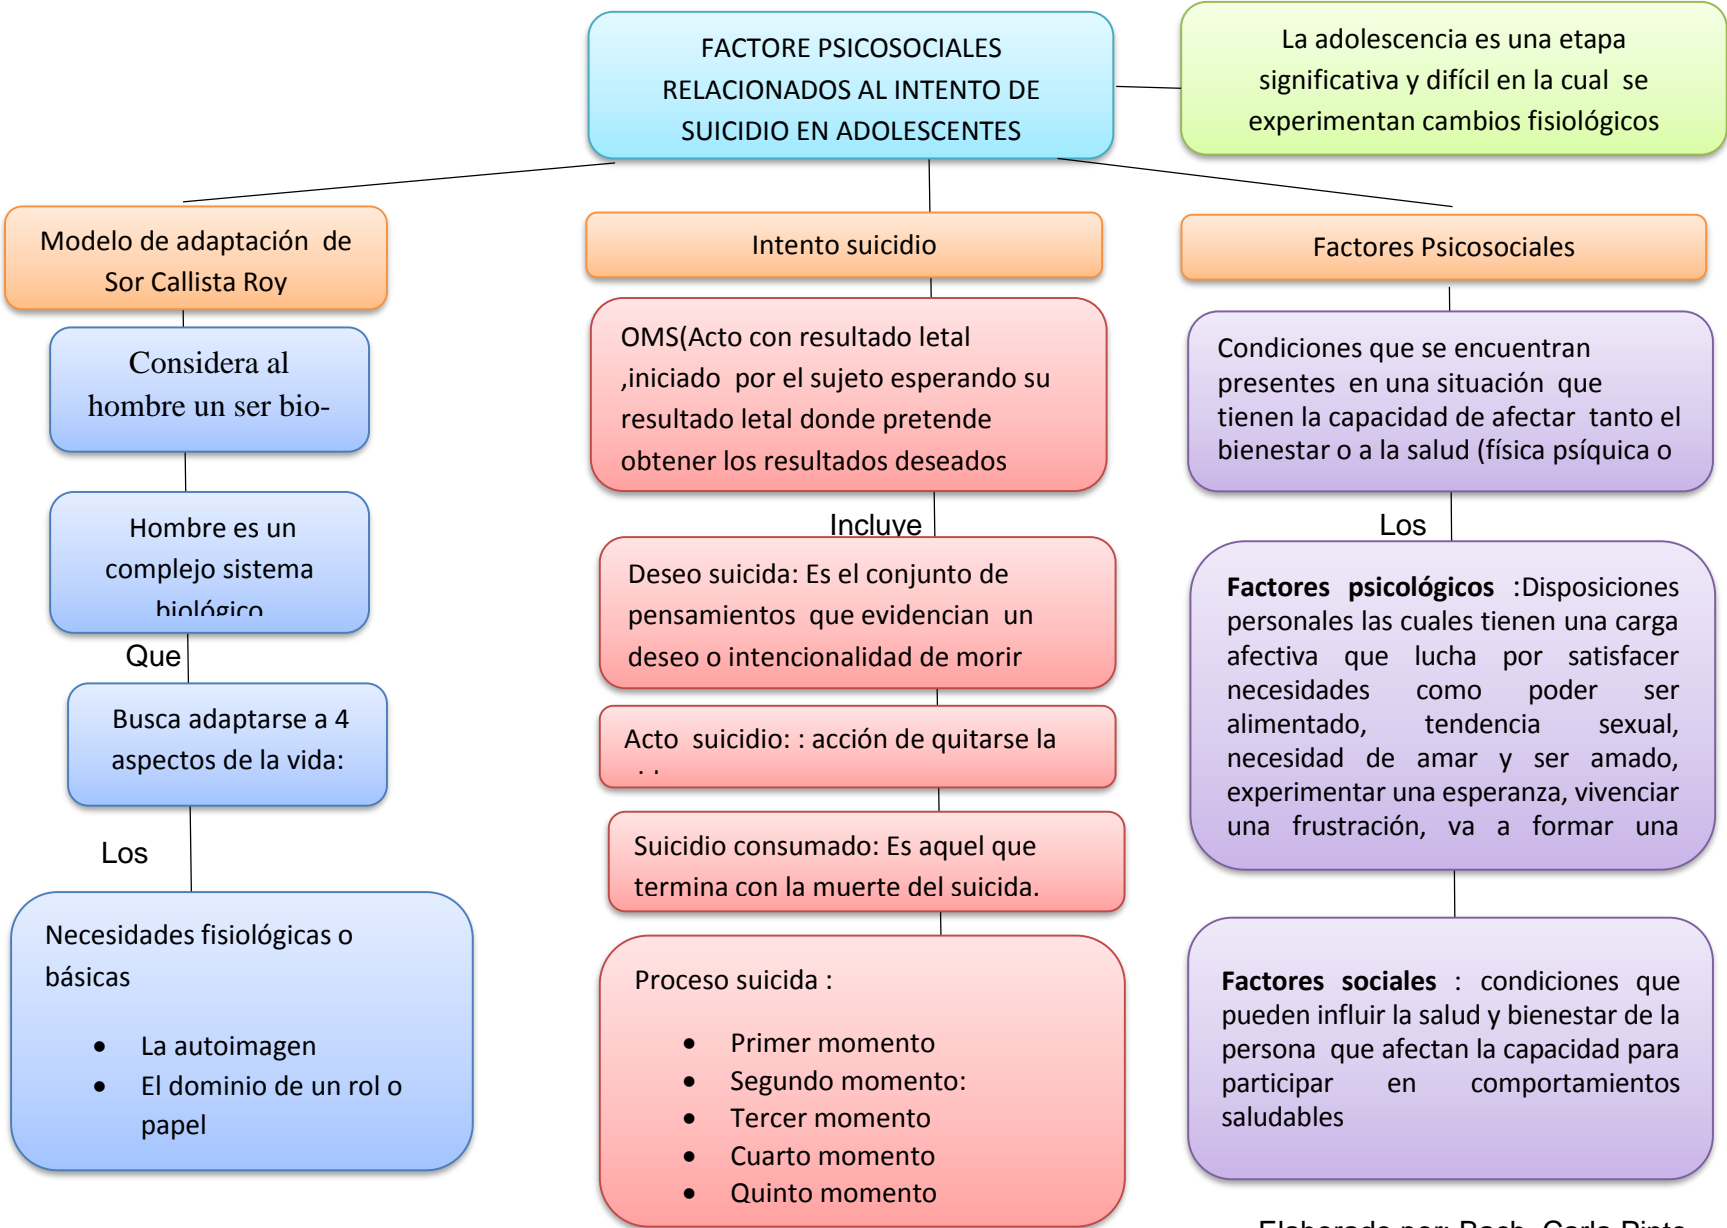 FACTORE PSICOSOCIALES
RELACIONADOS AL INTENTO DE
SUICIDIO EN ADOLESCENTES
La adolescencia es una etapa
significativa y difícil en la cual se
experimentan cambios fisiológicos
Modelo de adaptación de
Sor Callista Roy
Considera al
hombre un ser bio-
Hombre es un
complejo sistema
biológico
Que
Busca adaptarse a 4
aspectos de la vida:
Los
Necesidades fisiológicas o
básicas
• La autoimagen
• El dominio de un rol o
papel
Intento suicidio
OMS(Acto con resultado letal
,iniciado por el sujeto esperando su
resultado letal donde pretende
obtener los resultados deseados
Incluye
Deseo suicida: Es el conjunto de
pensamientos que evidencian un
deseo o intencionalidad de morir
Acto suicidio: : acción de quitarse la
Suicidio consumado: Es aquel que
termina con la muerte del suicida.
Proceso suicida :
• Primer momento
• Segundo momento:
• Tercer momento
• Cuarto momento
• Quinto momento
Factores Psicosociales
Condiciones que se encuentran
presentes en una situación que
tienen la capacidad de afectar tanto el
bienestar o a la salud (física psíquica o
Los
Factores psicológicos :Disposiciones
personales las cuales tienen una carga
afectiva que lucha por satisfacer
necesidades como poder ser
alimentado, tendencia sexual,
necesidad de amar y ser amado,
experimentar una esperanza, vivenciar
una frustración, va a formar una
Factores sociales : condiciones que
pueden influir la salud y bienestar de la
persona que afectan la capacidad para
participar en comportamientos
saludables
Elaborado por: Bach. Carla Pinto